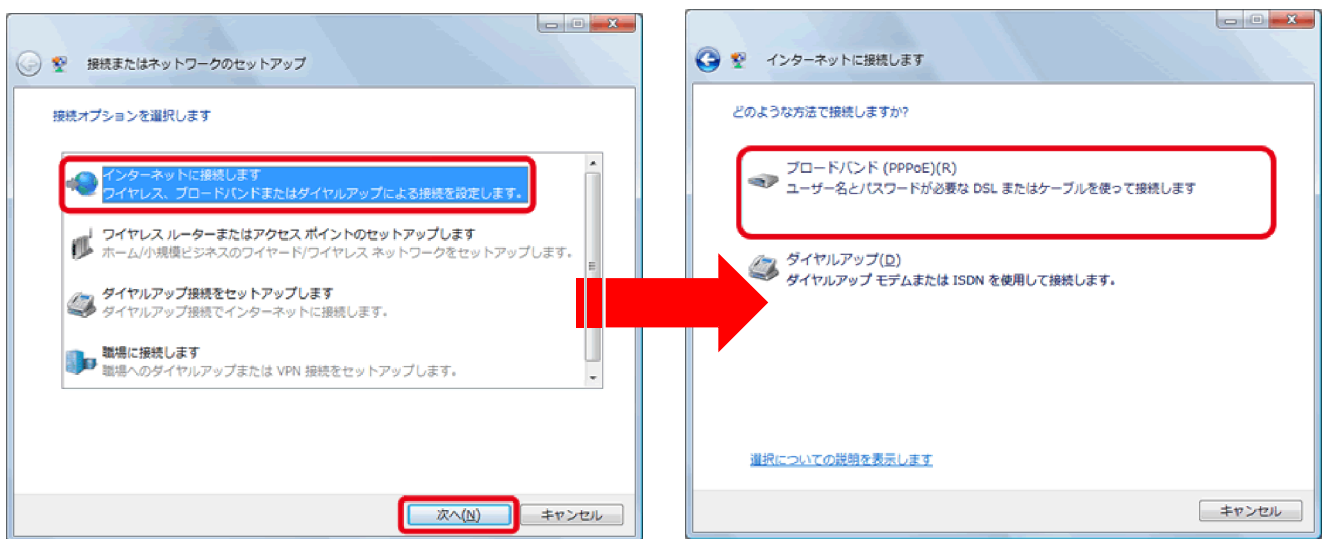 接続またはネットワークのセットアップ
接続オプションを選択します
インターネットに接続します
ワイヤレス、ブロードバンドまたはダイヤルアップによる接続を設定します。
ワイヤレス ルーターまたはアクセス ポイントのセットアップします
ホーム/小規模ビジネスのワイヤード/ワイヤレス ネットワークをセットアップします。
ダイヤルアップ接続をセットアップします
ダイヤルアップ接続でインターネットに接続します。
職場に接続します
職場へのダイヤルアップまたは VPN 接続をセットアップします。
次へ(N)
キャンセル
インターネットに接続します
どのような方法で接続しますか?
ブロードバンド (PPPoE)(R)
ユーザー名とパスワードが必要な DSL またはケーブルを使って接続します
ダイヤルアップ(D)
ダイヤルアップ モデムまたは ISDN を使用して接続します。
選択についての説明を表示します
キャンセル